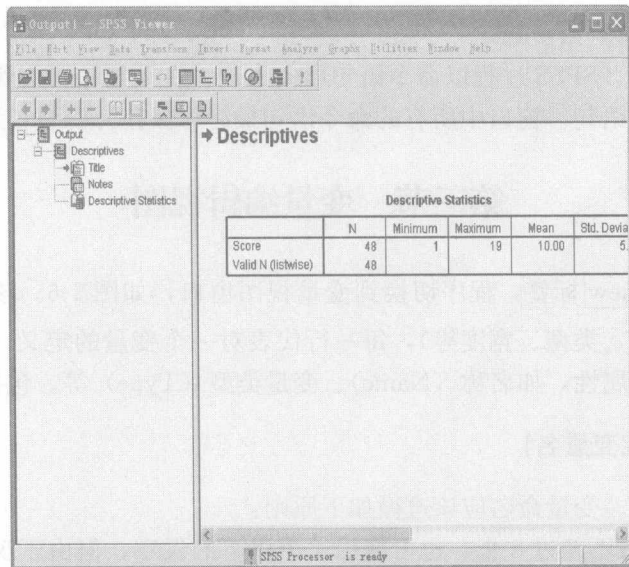 Output1 - SPSS Viewer
File Edit View Data Transform Insert Format Analyze Graphs Utilities Window Help
Output
Descriptives
Title
Notes
Descriptive Statistics
Descriptives
Descriptive Statistics
N Minimum Maximum Mean Std. Devia
Score 48 1 19 10.00 5.
Valid N (listwise) 48
SPSS Processor is ready